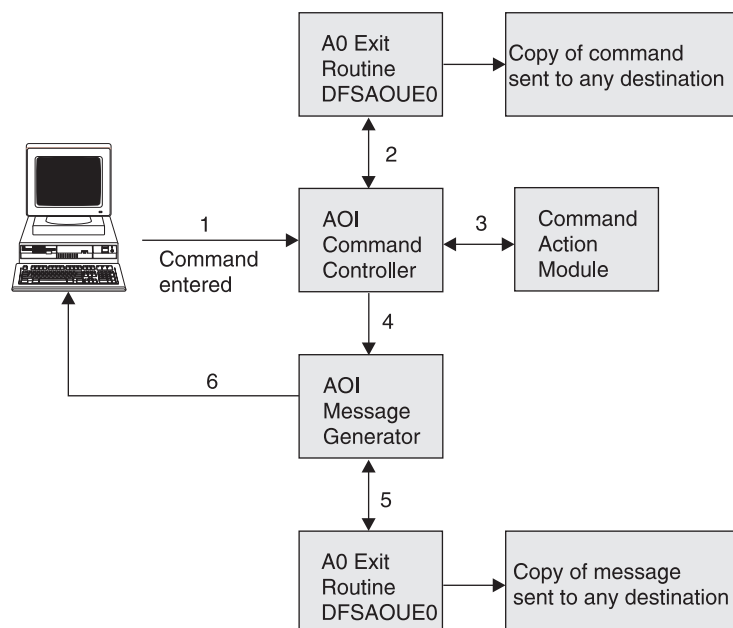 A0 Exit
Routine
DFSAOUE0
Copy of command
sent to any destination
2
1
Command
entered
AOI
Command
Controller
3
Command
Action
Module
4
6
AOI
Message
Generator
5
A0 Exit
Routine
DFSAOUE0
Copy of message
sent to any destination